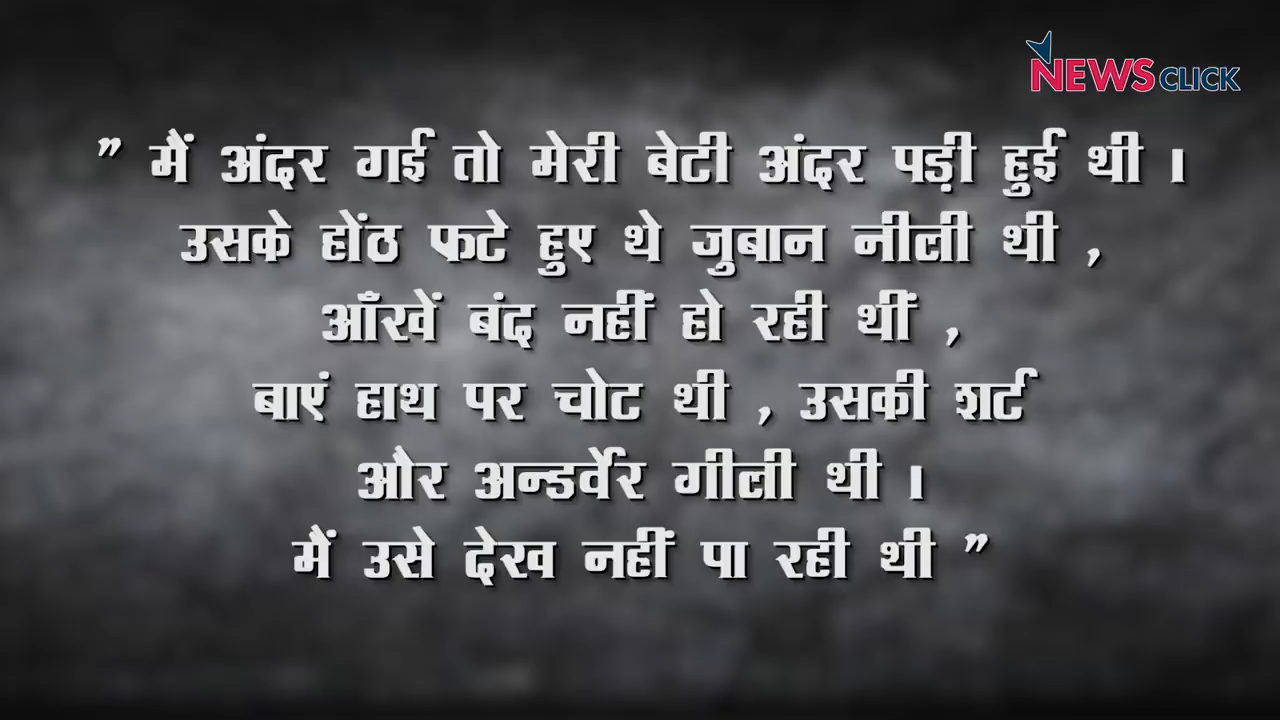 NEWSCLICK
" मैं अंदर गई तो मेरी बेटी अंदर पड़ी हुई थी ।
उसके होंठ फटे हुए थे जुबान नीली थी ,
आँखें बंद नहीं हो रही थीं ,
बाएं हाथ पर चोट थी , उसकी शर्ट
और अन्डर्वेर गीली थी ।
मैं उसे देख नहीं पा रही थी "